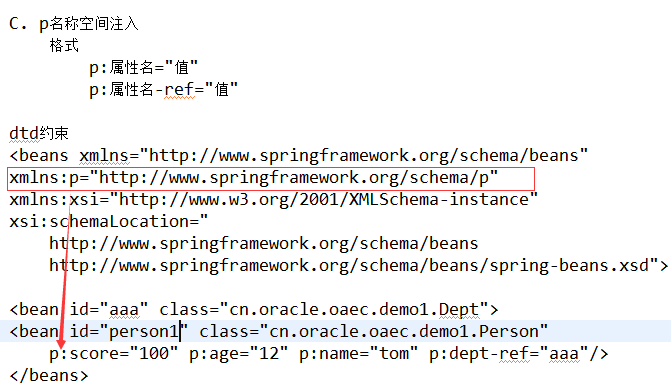 C. p名称空间注入
格式
p:属性名="值"
p:属性名-ref="值"
dtd约束
<beans xmlns="http://www.springframework.org/schema/beans"
xmlns:p="http://www.springframework.org/schema/p"
xmlns:xsi="http://www.w3.org/2001/XMLSchema-instance"
xsi:schemaLocation="
http://www.springframework.org/schema/beans
http://www.springframework.org/schema/beans/spring-beans.xsd">
<bean id="aaa" class="cn.oracle.oaec.demo1.Dept">
<bean id="person1" class="cn.oracle.oaec.demo1.Person"
p:score="100" p:age="12" p:name="tom" p:dept-ref="aaa"/>
</beans>